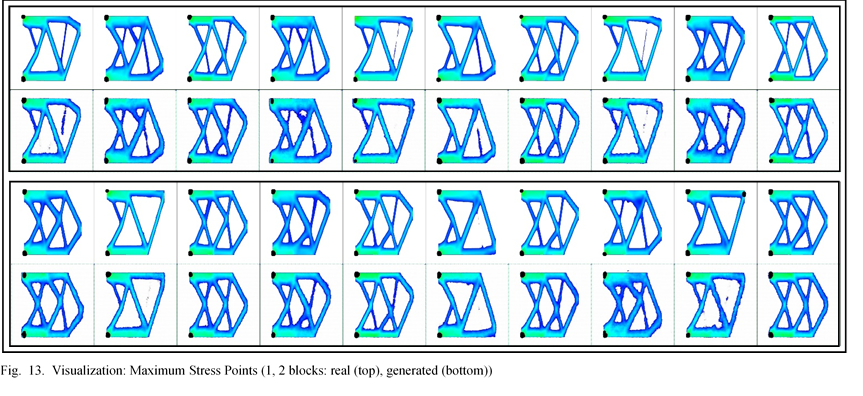 Fig. 13. Visualization: Maximum Stress Points (1, 2 blocks: real (top), generated (bottom))